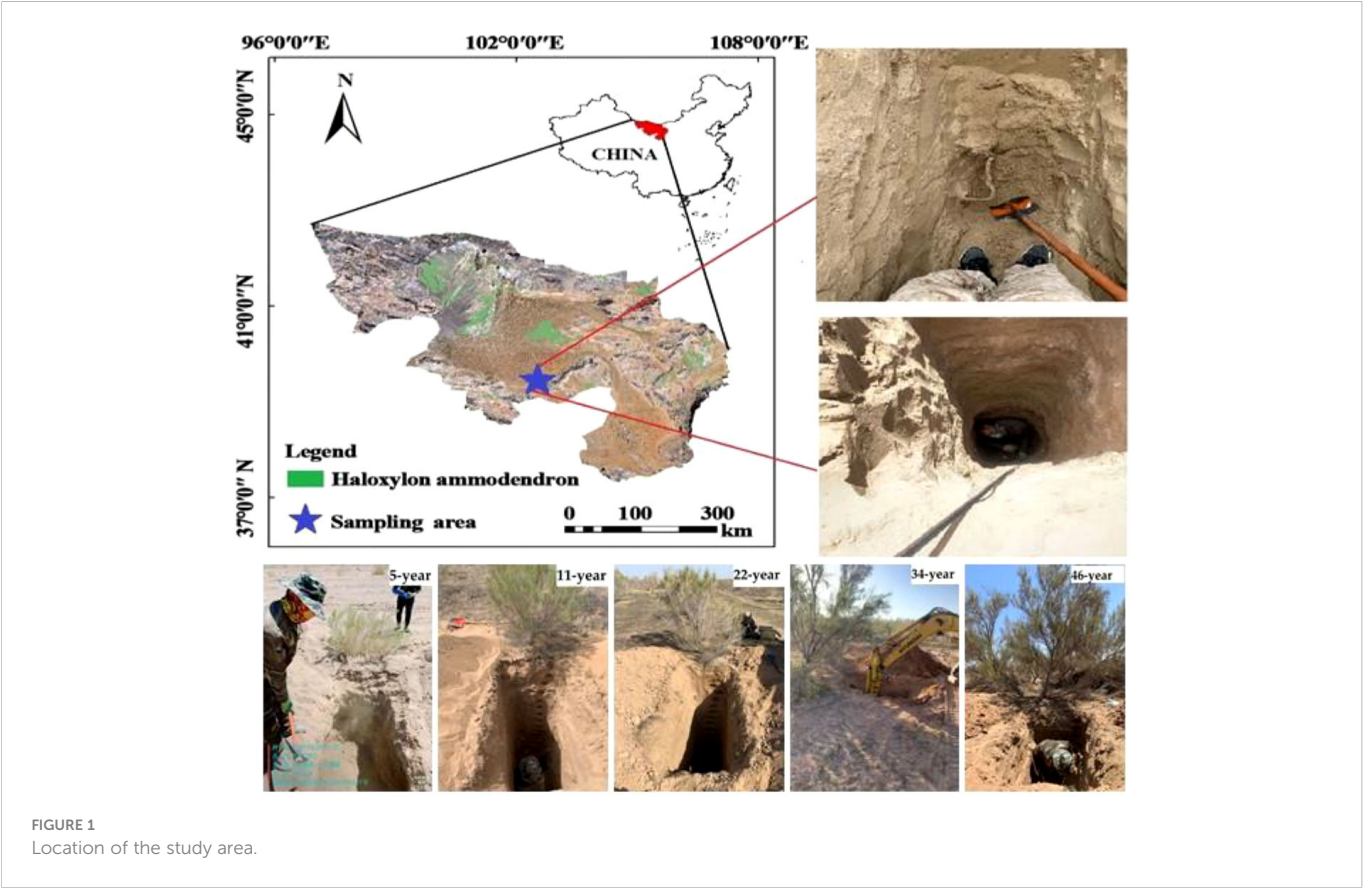 96°0'0"E 102°0'0"E 108°0'0"E
45°0'0"N
41°0'0"N
37°0'0"N
N
CHINA
Legend
Haloxylon ammodendron
Sampling area
0 100 300
km
5-year
11-year
22-year
34-year
46-year
FIGURE 1
Location of the study area.